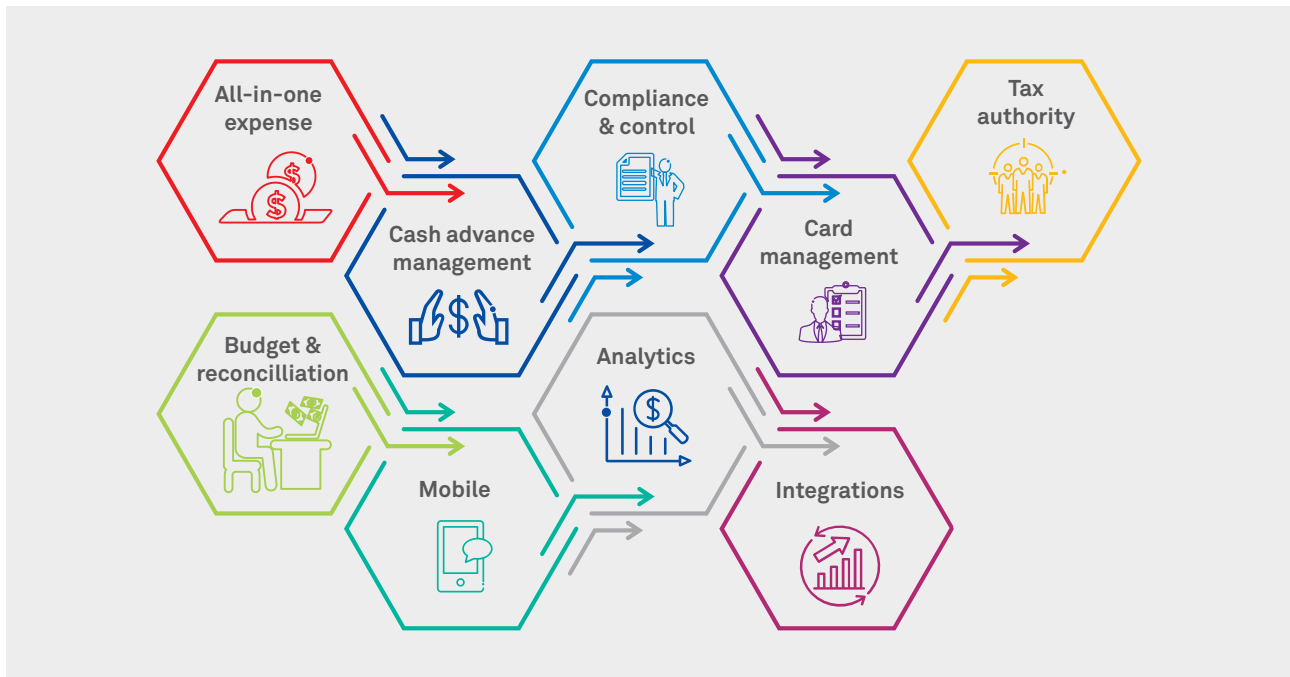 All-in-one
expense
Cash advance
management
Compliance
& control
Card
management
Tax
authority
Budget &
reconcilliation
Mobile
Analytics
Integrations